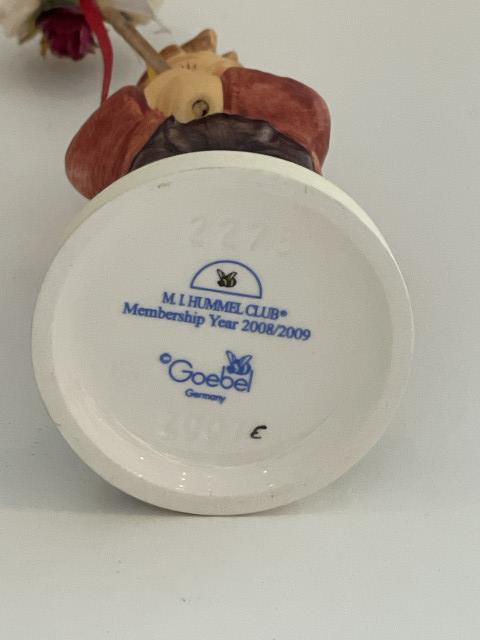 M. I. HUMMEL CLUB®
Membership Year 2008/2009
© Goebel
Germany